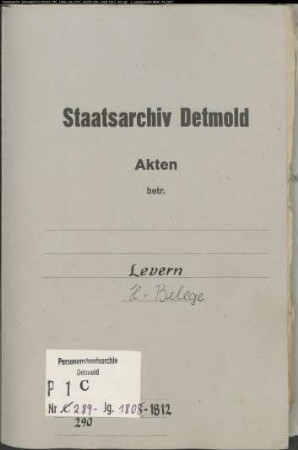 Staatsarchiv Detmold
Akten
betr.
Levern
H-Belege
Personenstandsarchiv
Detmold
P 1 C
Nr 289- Jg. 1808-1812
290